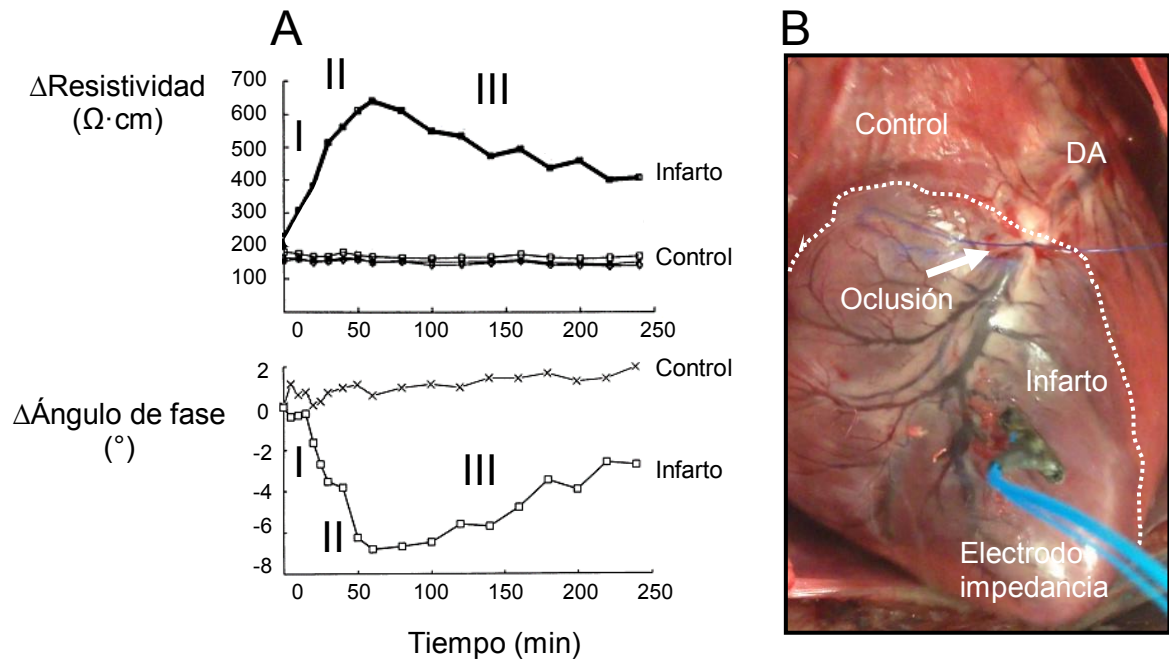 A
ΔResistividad
(Ω·cm)
700
600
500
400
300
200
100
I
II
III
Infarto
Control
0
50
100
150
200
250
ΔÁngulo de fase
(°)
2
0
-2
-4
-6
-8
I
II
III
Control
Infarto
0
50
100
150
200
250
Tiempo (min)
B
Control
DA
Oclusión
Infarto
Electrodo
impedancia